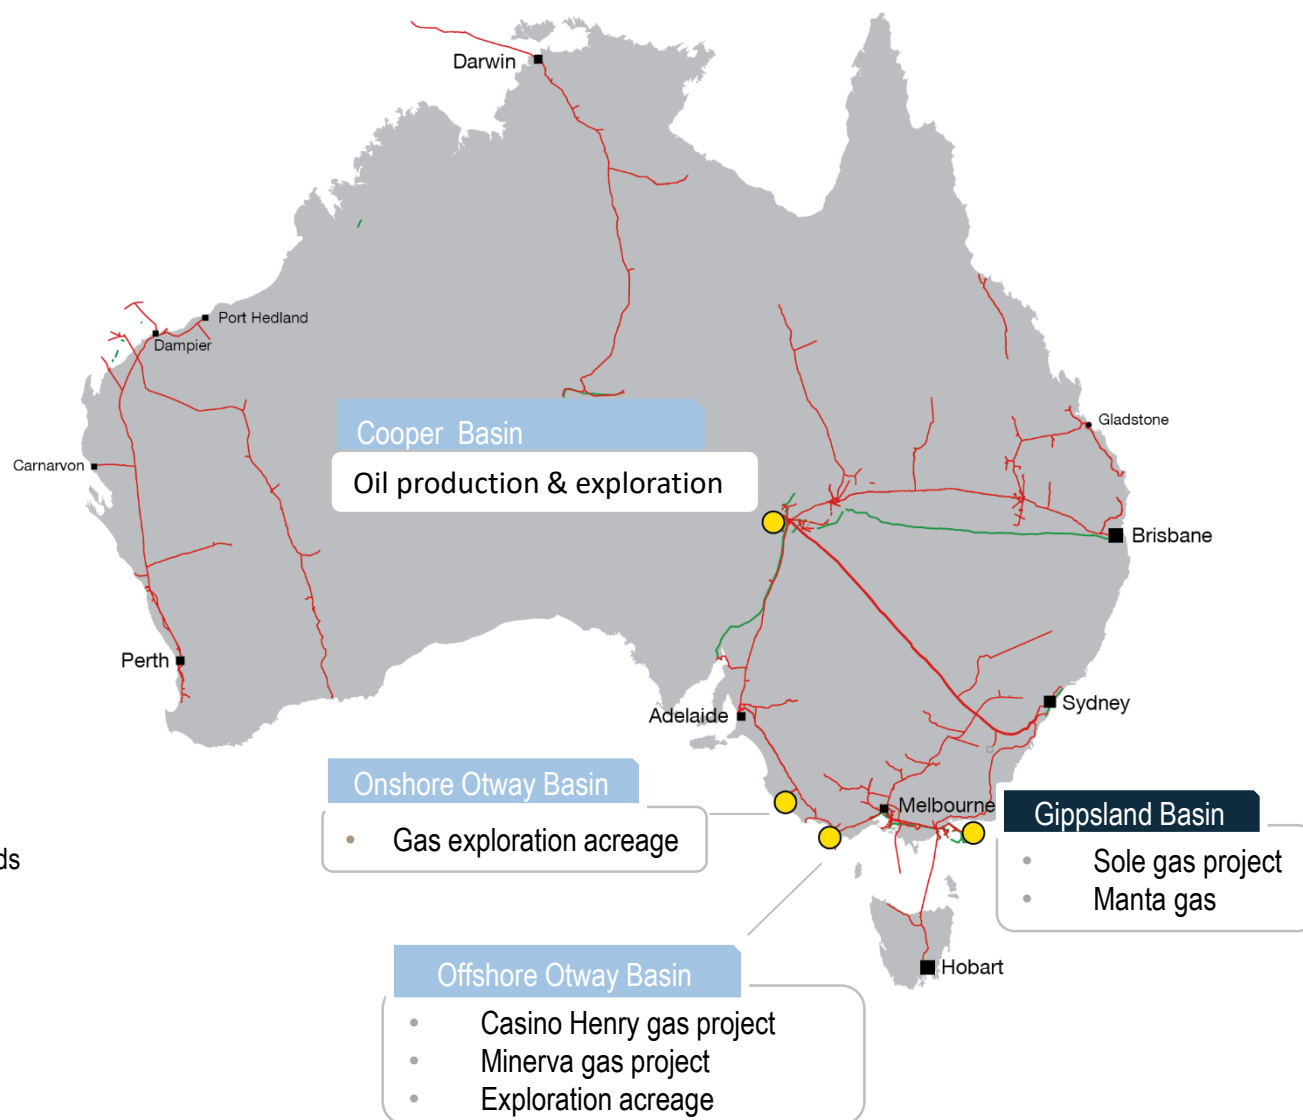 Darwin
Port Hedland
Dampier
Cooper Basin
Oil production & exploration
Gladstone
Carnarvon
Brisbane
Perth
Adelaide
Sydney
Onshore Otway Basin
• Gas exploration acreage
Melbourne
Gippsland Basin
• Sole gas project
• Manta gas
ds
Offshore Otway Basin
• Casino Henry gas project
• Minerva gas project
• Exploration acreage
Hobart